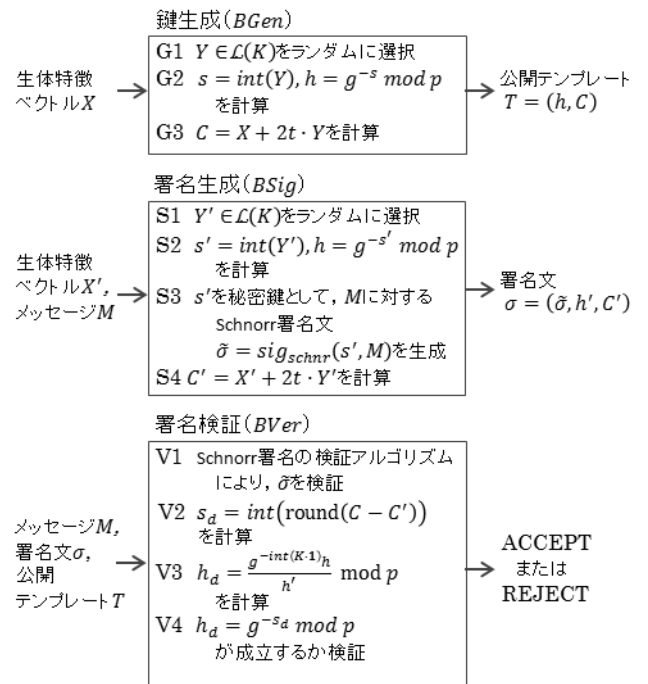 鍵生成(BGen)
生体特徴
ベクトルX
G1 Y ∈ ℒ(K)をランダムに選択
G2 s = int(Y), h = g^{-s} mod p
を計算
G3 C = X + 2t · Yを計算
公開テンプレート
T = (h, C)
署名生成(BSig)
生体特徴
ベクトルX′,
メッセージM
S1 Y′ ∈ ℒ(K)をランダムに選択
S2 s′ = int(Y′), h = g^{-s′} mod p
を計算
S3 s′を秘密鍵として，Mに対する
Schnorr署名文
σ̃ = sig_{schnr}(s′, M)を生成
S4 C′ = X′ + 2t · Y′を計算
署名文
σ = (σ̃, h′, C′)
署名検証(BVer)
メッセージM,
署名文σ,
公開
テンプレートT
V1 Schnorr署名の検証アルゴリズム
により，σ̃を検証
V2 s_d = int(round(C − C′))
を計算
V3 h_d = \frac{g^{-int(K·1)}h}{h′} mod p
を計算
V4 h_d = g^{-s_d} mod p
が成立するか検証
ACCEPT
または
REJECT